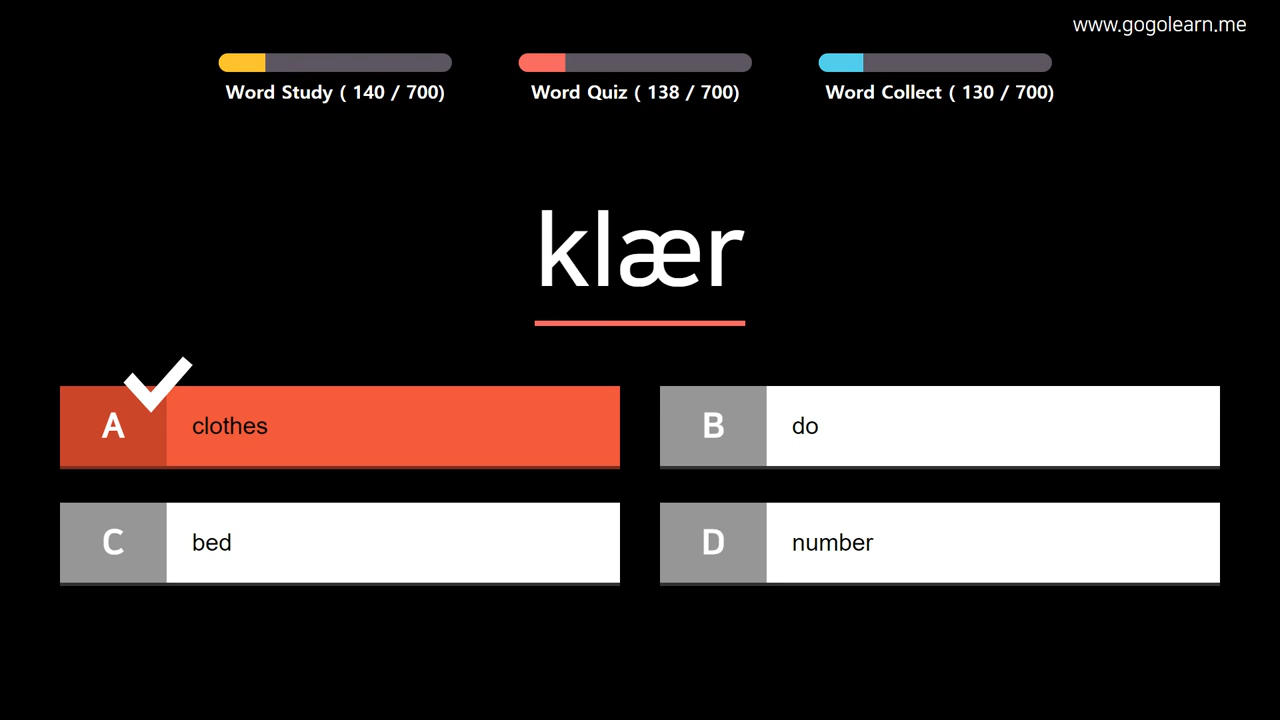 www.gogolearn.me
Word Study ( 140 / 700)
Word Quiz ( 138 / 700)
Word Collect ( 130 / 700)
klær
A clothes
B do
C bed
D number